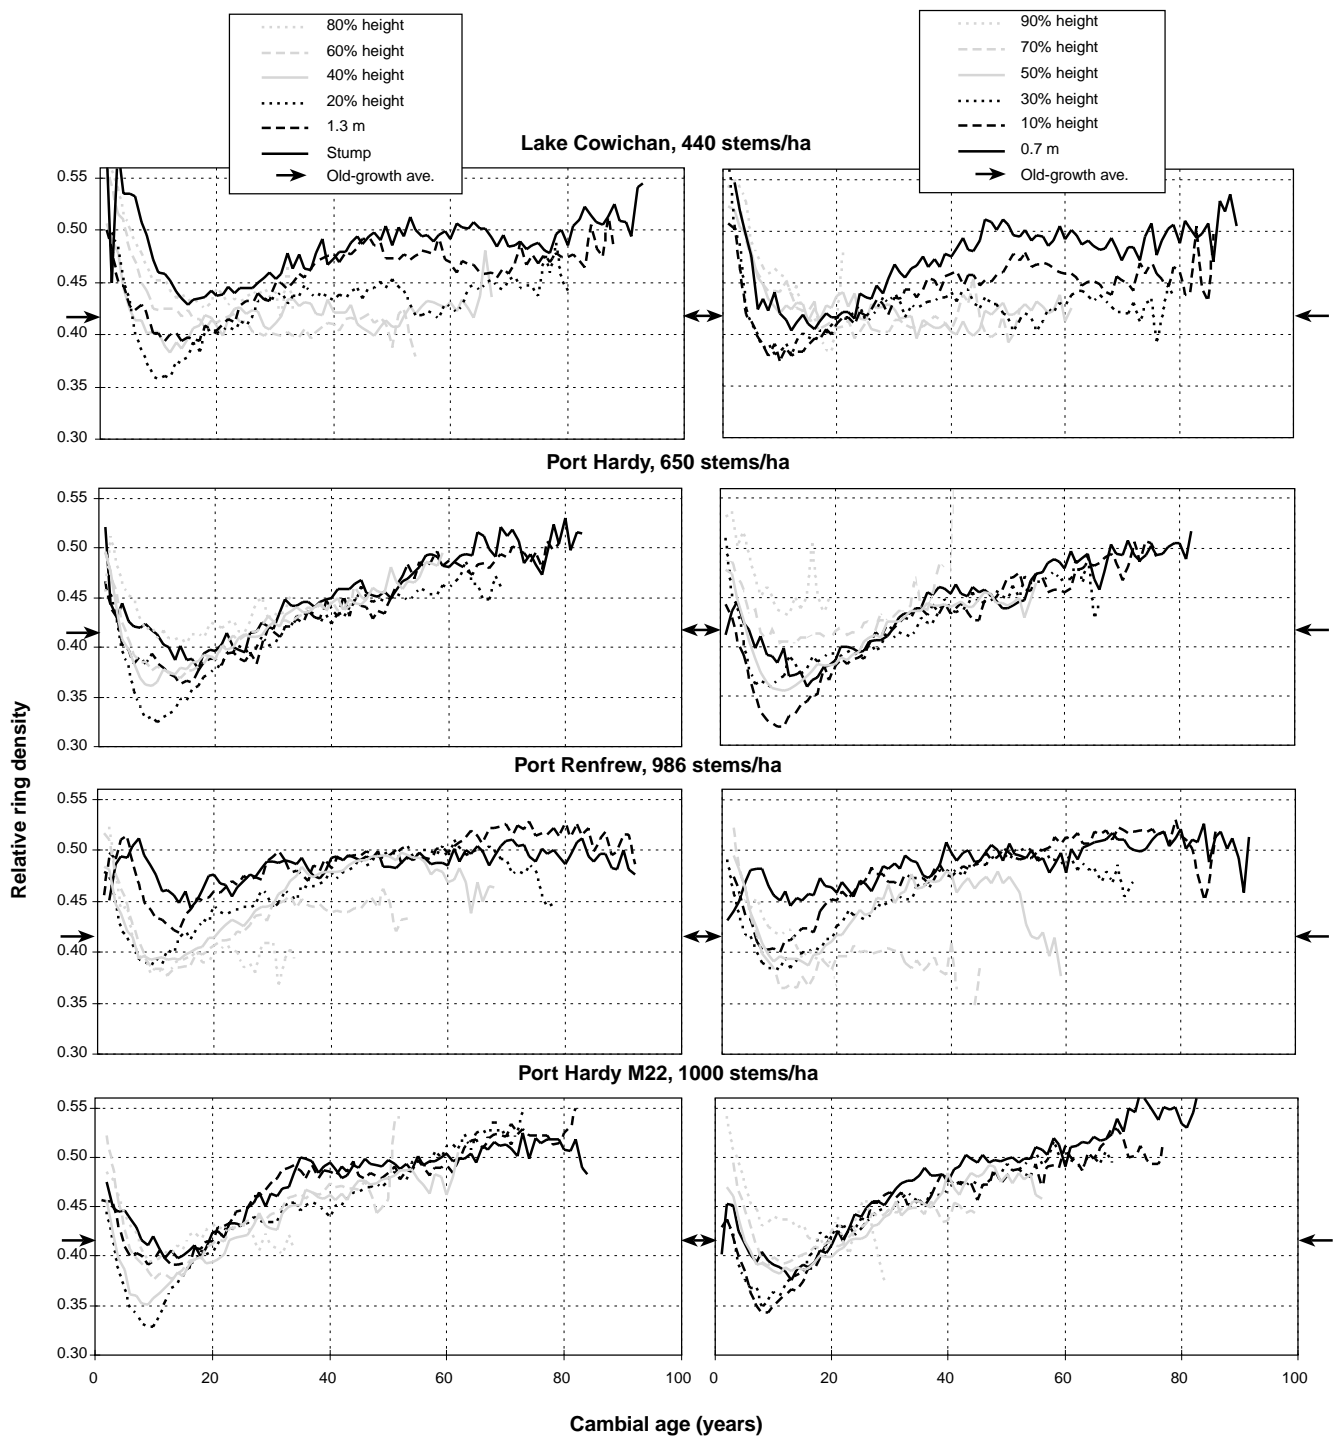 80% height
60% height
40% height
20% height
1.3 m
Stump
Old-growth ave.
90% height
70% height
50% height
30% height
10% height
0.7 m
Old-growth ave.
Lake Cowichan, 440 stems/ha
0.55
0.50
0.45
0.40
0.35
0.30
Port Hardy, 650 stems/ha
0.55
0.50
0.45
0.40
0.35
0.30
Port Renfrew, 986 stems/ha
0.55
0.50
0.45
0.40
0.35
0.30
Port Hardy M22, 1000 stems/ha
0.55
0.50
0.45
0.40
0.35
0.30
Relative ring density
0 20 40 60 80 100
0 20 40 60 80 100
Cambial age (years)